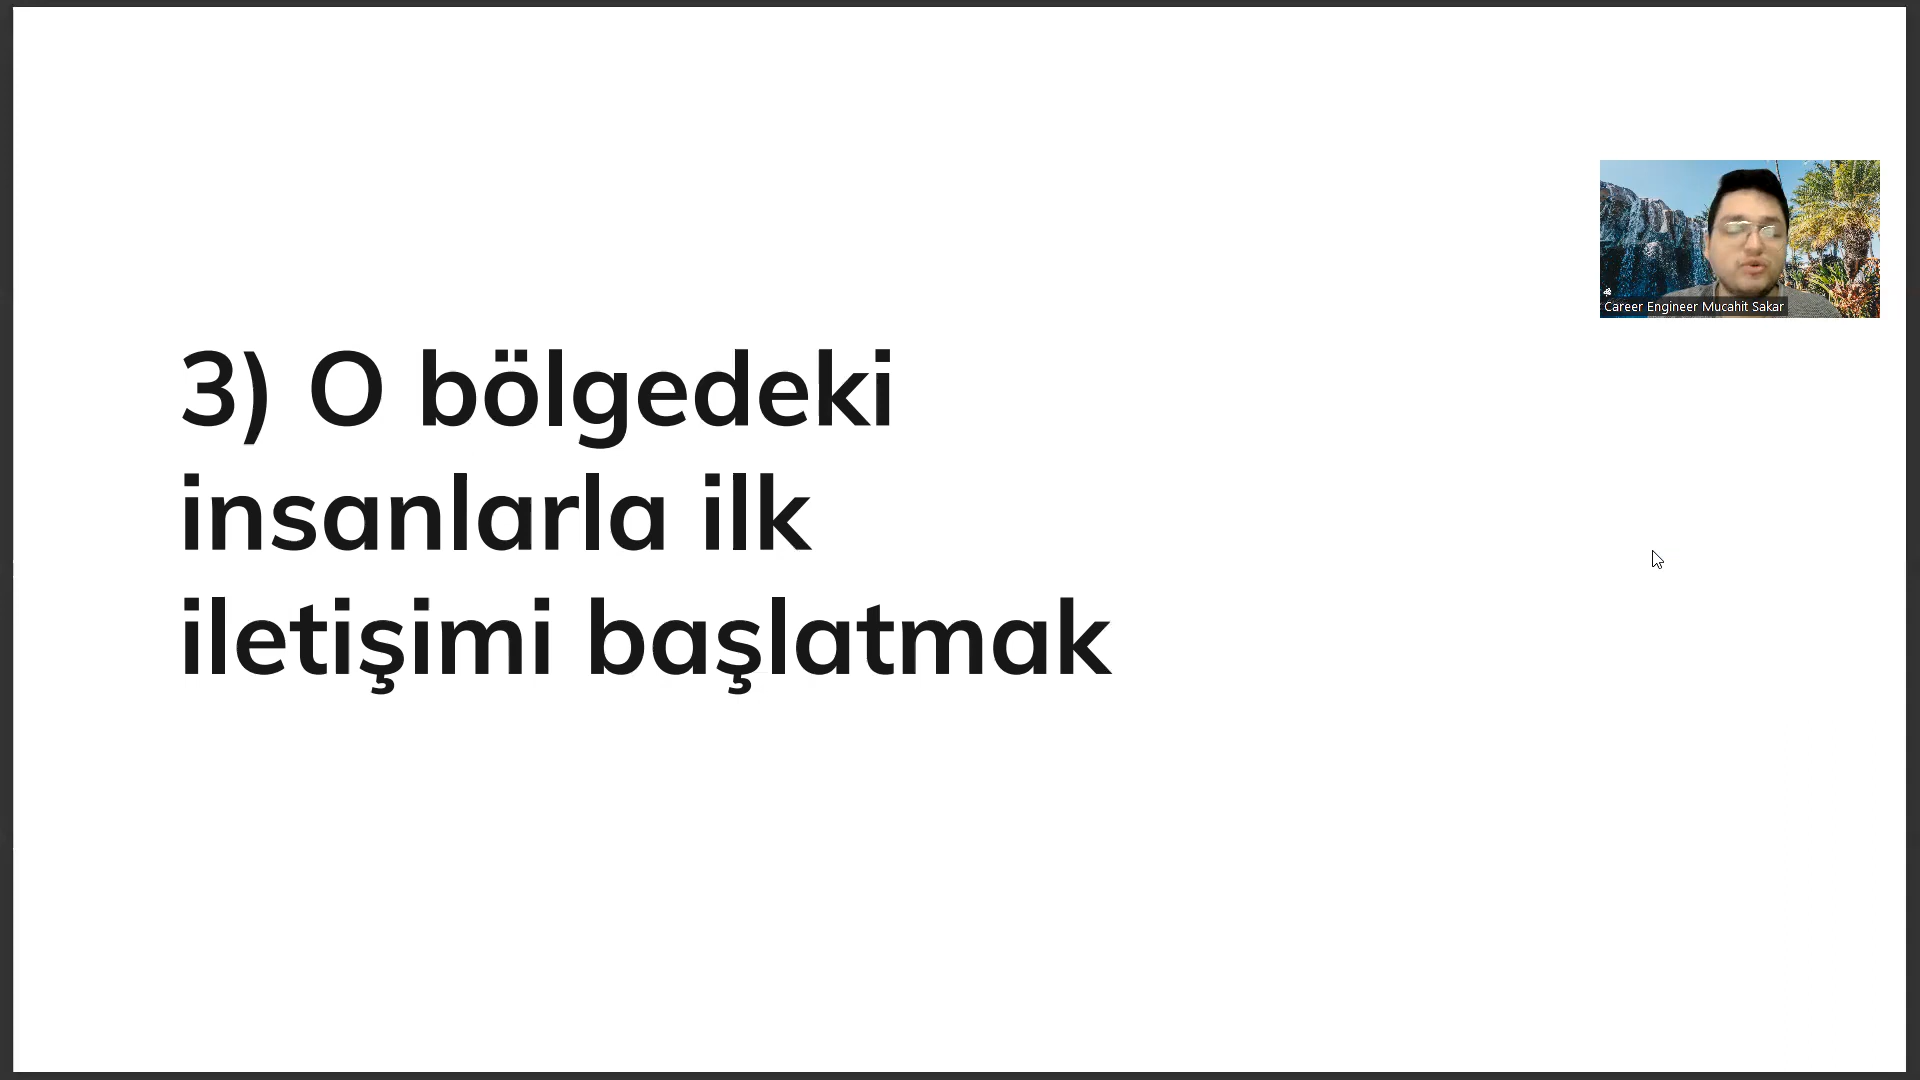 3) O bölgedeki
insanlarla ilk
iletişimi başlatmak
Career Engineer Mucahit Sakar